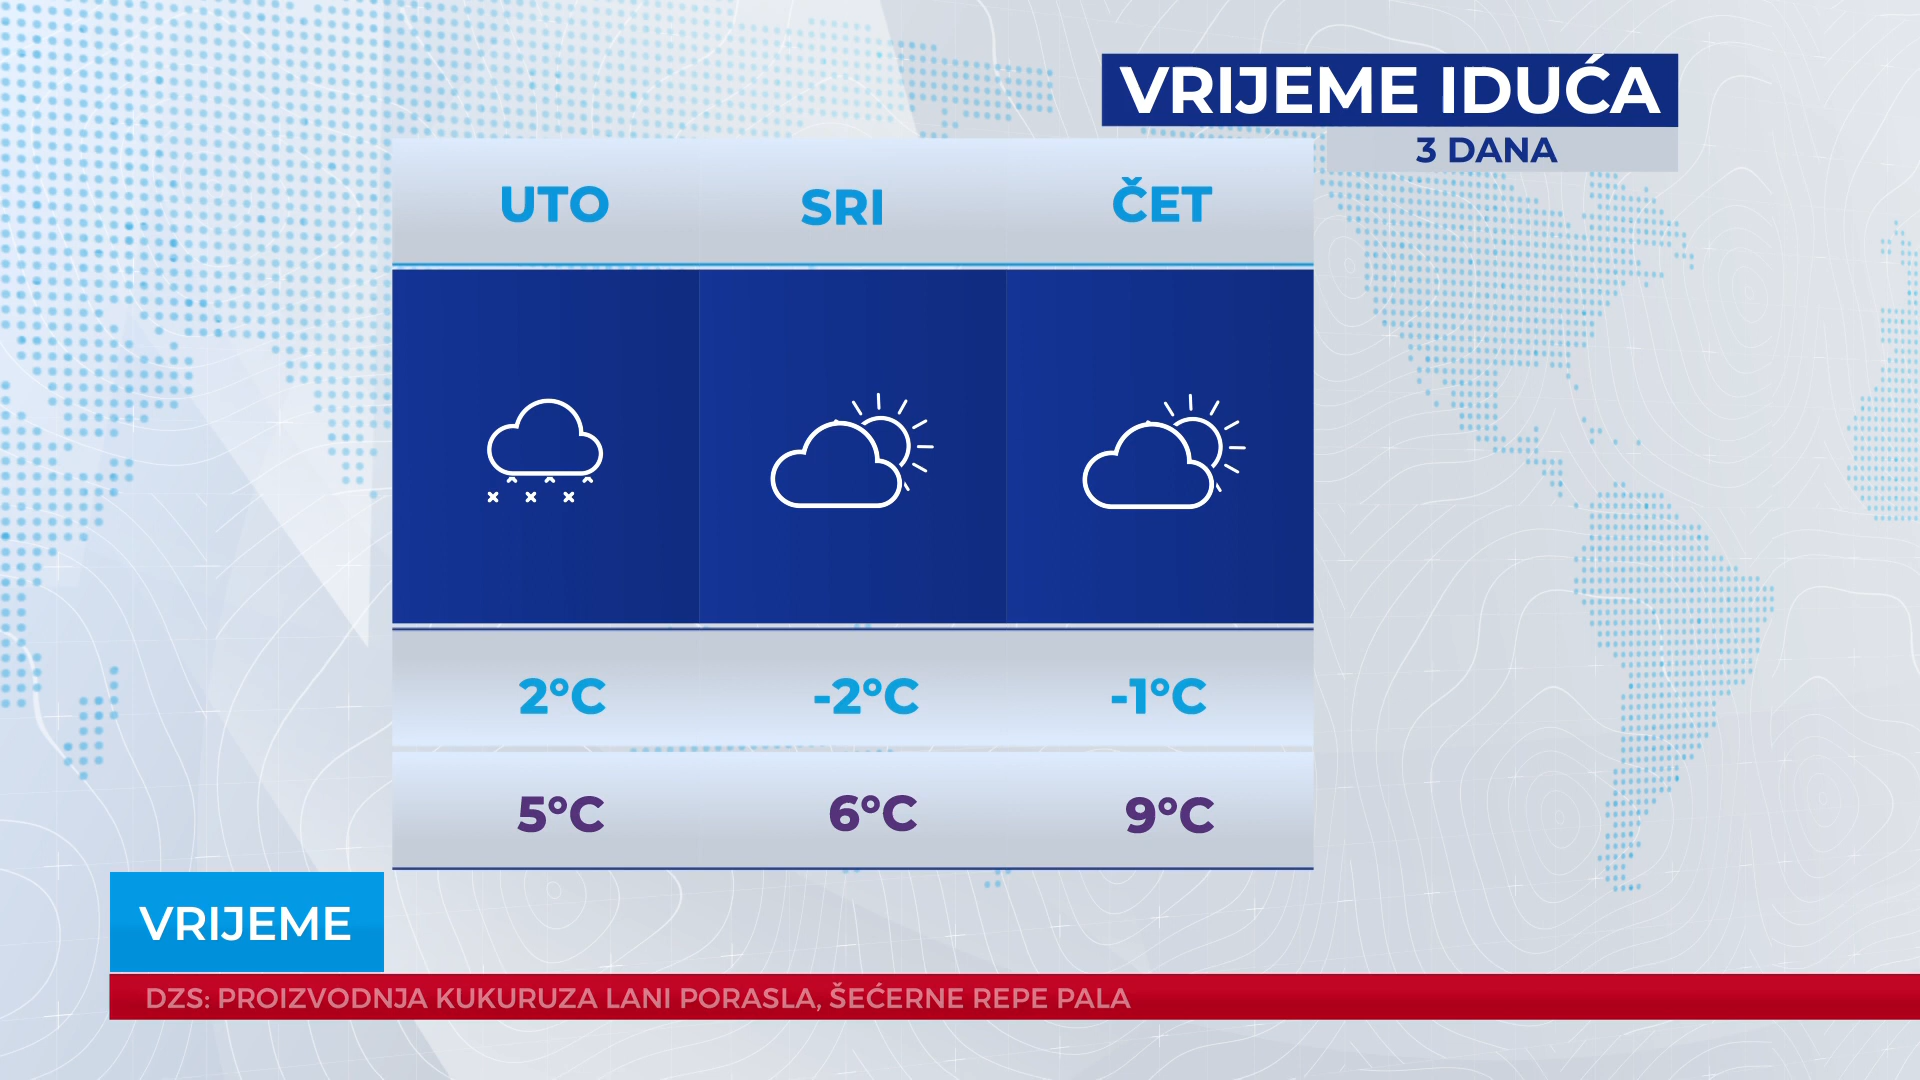 VRIJEME IDUĆA
3 DANA
UTO SRI ČET
2°C -2°C -1°C
5°C 6°C 9°C
VRIJEME
DZS: PROIZVODNJA KUKURUZA LANI PORASLA, ŠEĆERNE REPE PALA